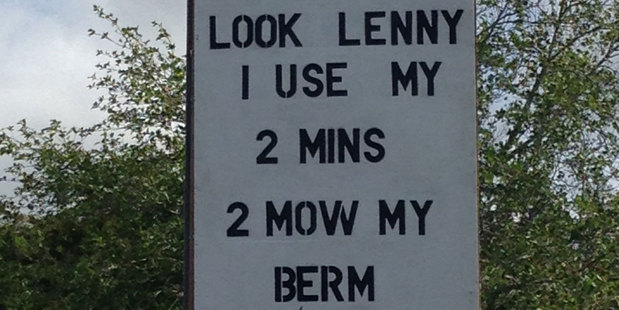 LOOK LENNY
I USE MY
2 MINS
2 MOW MY
BERM